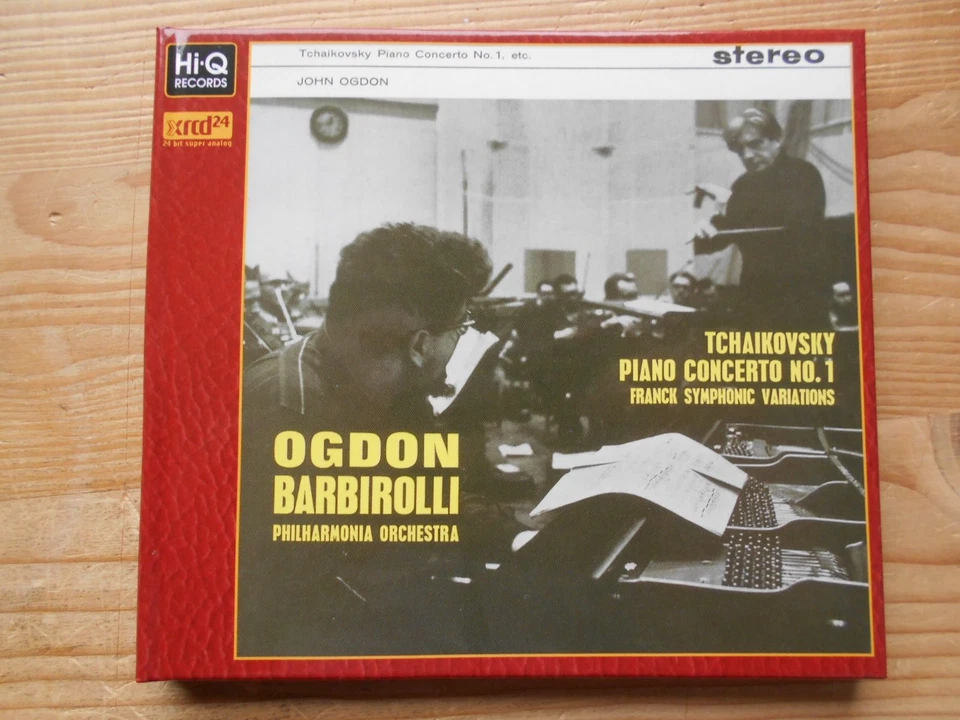 Hi-Q
RECORDS
xrcd24
24 bit super analog
Tchaikovsky Piano Concerto No.1, etc.
stereo
JOHN OGDON
TCHAIKOVSKY
PIANO CONCERTO NO.1
FRANCK SYMPHONIC VARIATIONS
OGDON
BARBIROLLI
PHILHARMONIA ORCHESTRA